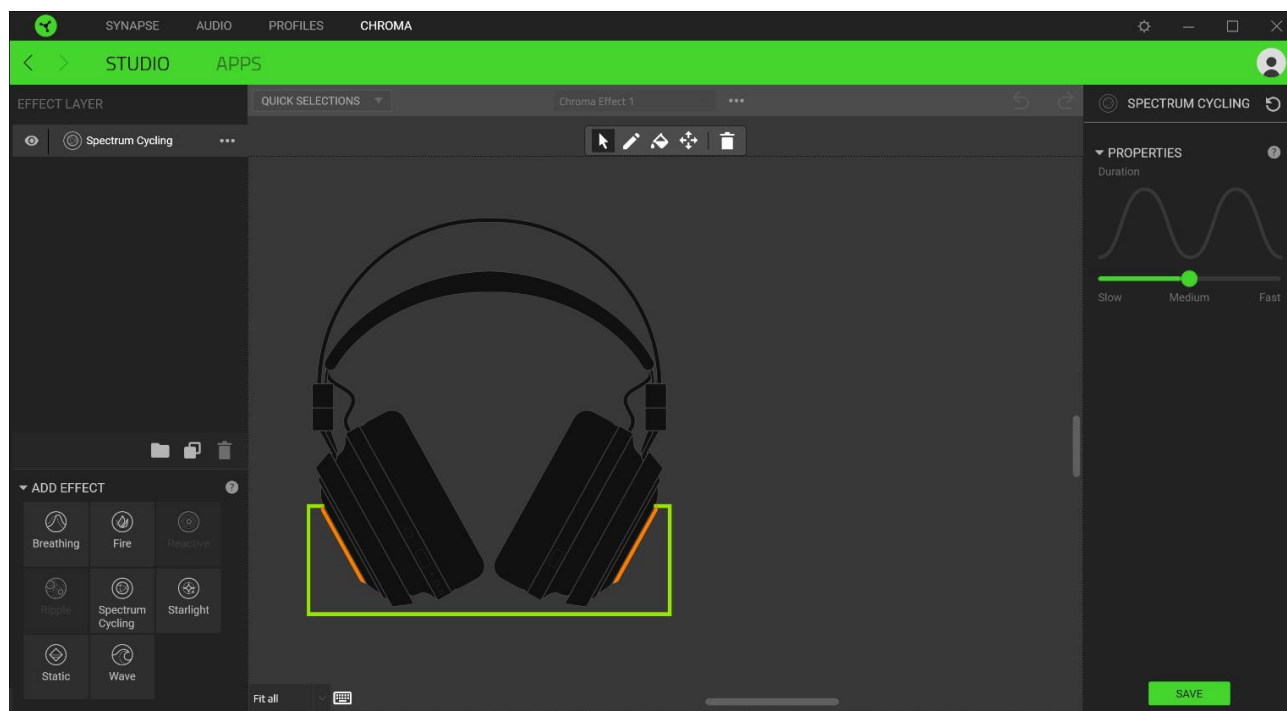 SYNAPSE AUDIO PROFILES CHROMA
STUDIO APPS
EFFECT LAYER
Spectrum Cycling
QUICK SELECTIONS
Chroma Effect 1
SPECTRUM CYCLING
PROPERTIES
Duration
Slow Medium Fast
ADD EFFECT
Breathing Fire Reactive
Ripple Spectrum Cycling Starlight
Static Wave
Fit all
SAVE